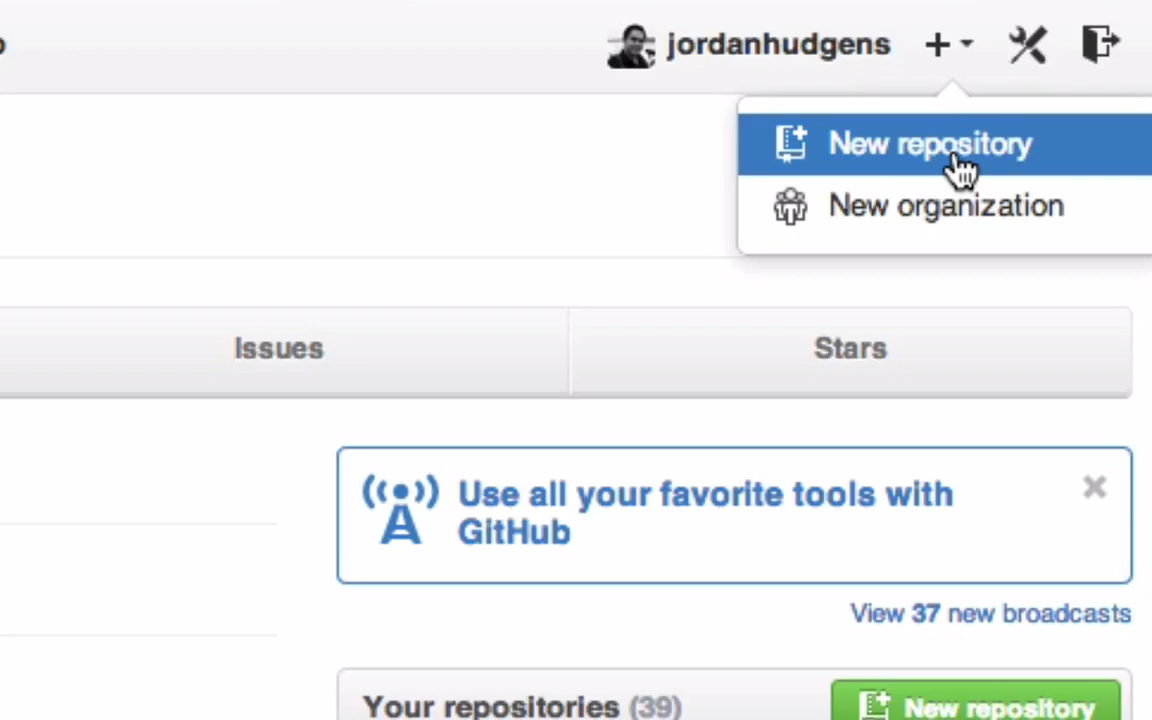 jordanhudgens
New repository
New organization
Issues
Stars
Use all your favorite tools with
GitHub
View 37 new broadcasts
Your repositories (39)
New repository